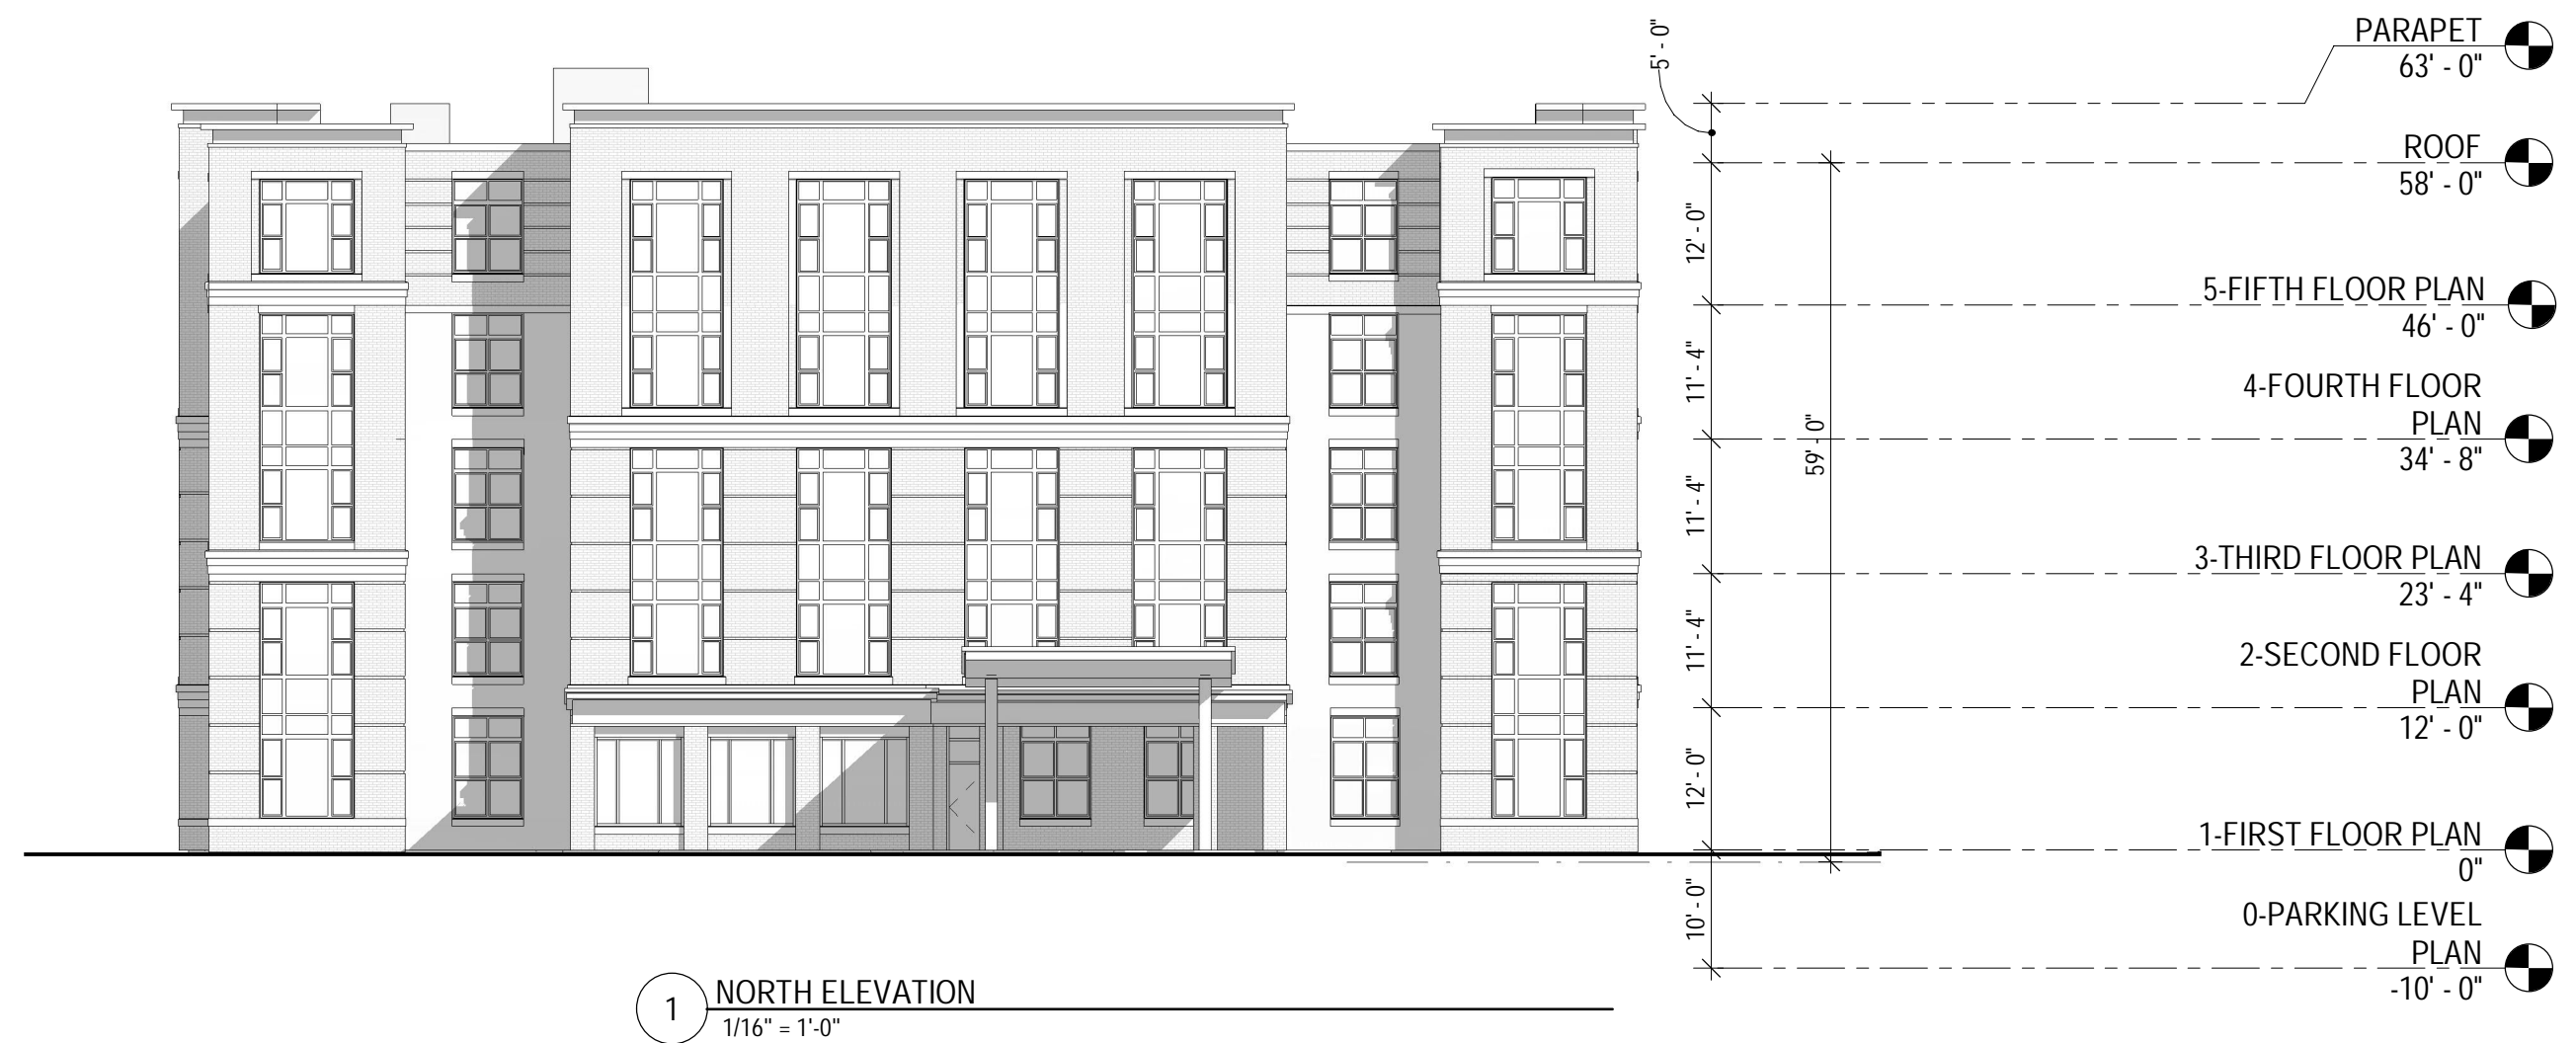 PARAPET
63' - 0"
ROOF
58' - 0"
5-FIFTH FLOOR PLAN
46' - 0"
4-FOURTH FLOOR
PLAN
34' - 8"
3-THIRD FLOOR PLAN
23' - 4"
2-SECOND FLOOR
PLAN
12' - 0"
1-FIRST FLOOR PLAN
0"
0-PARKING LEVEL
PLAN
-10' - 0"
5' - 0"
12' - 0"
11' - 4"
11' - 4"
11' - 4"
12' - 0"
10' - 0"
59' - 0"
1
NORTH ELEVATION
1/16" = 1'-0"